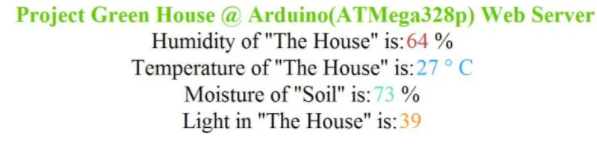 Project Green House @ Arduino(ATMega328p) Web Server
Humidity of "The House" is:64 %
Temperature of "The House" is:27 ° C
Moisture of "Soil" is:73 %
Light in "The House" is:39